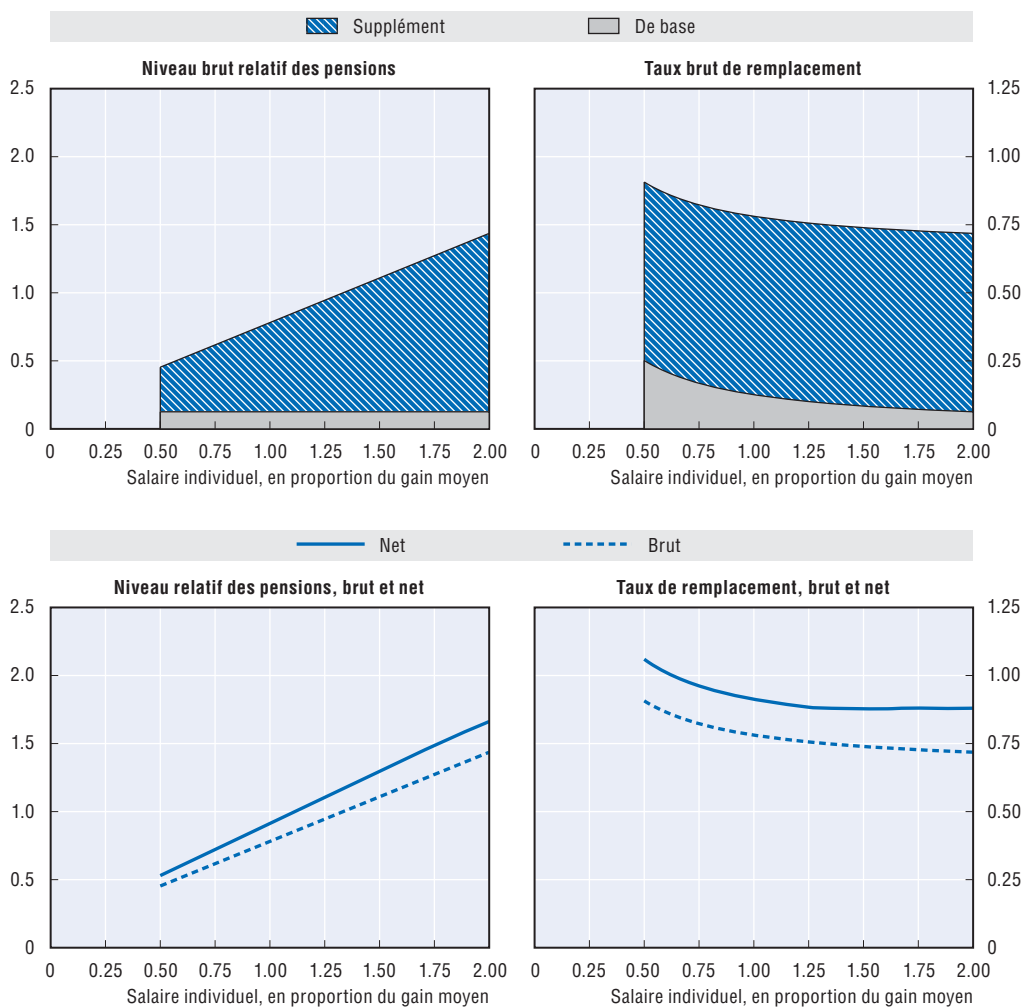 Supplément De base
Niveau brut relatif des pensions
2.5
2.0
1.5
1.0
0.5
0
0 0.25 0.50 0.75 1.00 1.25 1.50 1.75 2.00
Salaire individuel, en proportion du gain moyen
Taux brut de remplacement
1.25
1.00
0.75
0.50
0.25
0
0 0.25 0.50 0.75 1.00 1.25 1.50 1.75 2.00
Salaire individuel, en proportion du gain moyen
Net Brut
Niveau relatif des pensions, brut et net
2.5
2.0
1.5
1.0
0.5
0
0 0.25 0.50 0.75 1.00 1.25 1.50 1.75 2.00
Salaire individuel, en proportion du gain moyen
Taux de remplacement, brut et net
1.25
1.00
0.75
0.50
0.25
0
0 0.25 0.50 0.75 1.00 1.25 1.50 1.75 2.00
Salaire individuel, en proportion du gain moyen